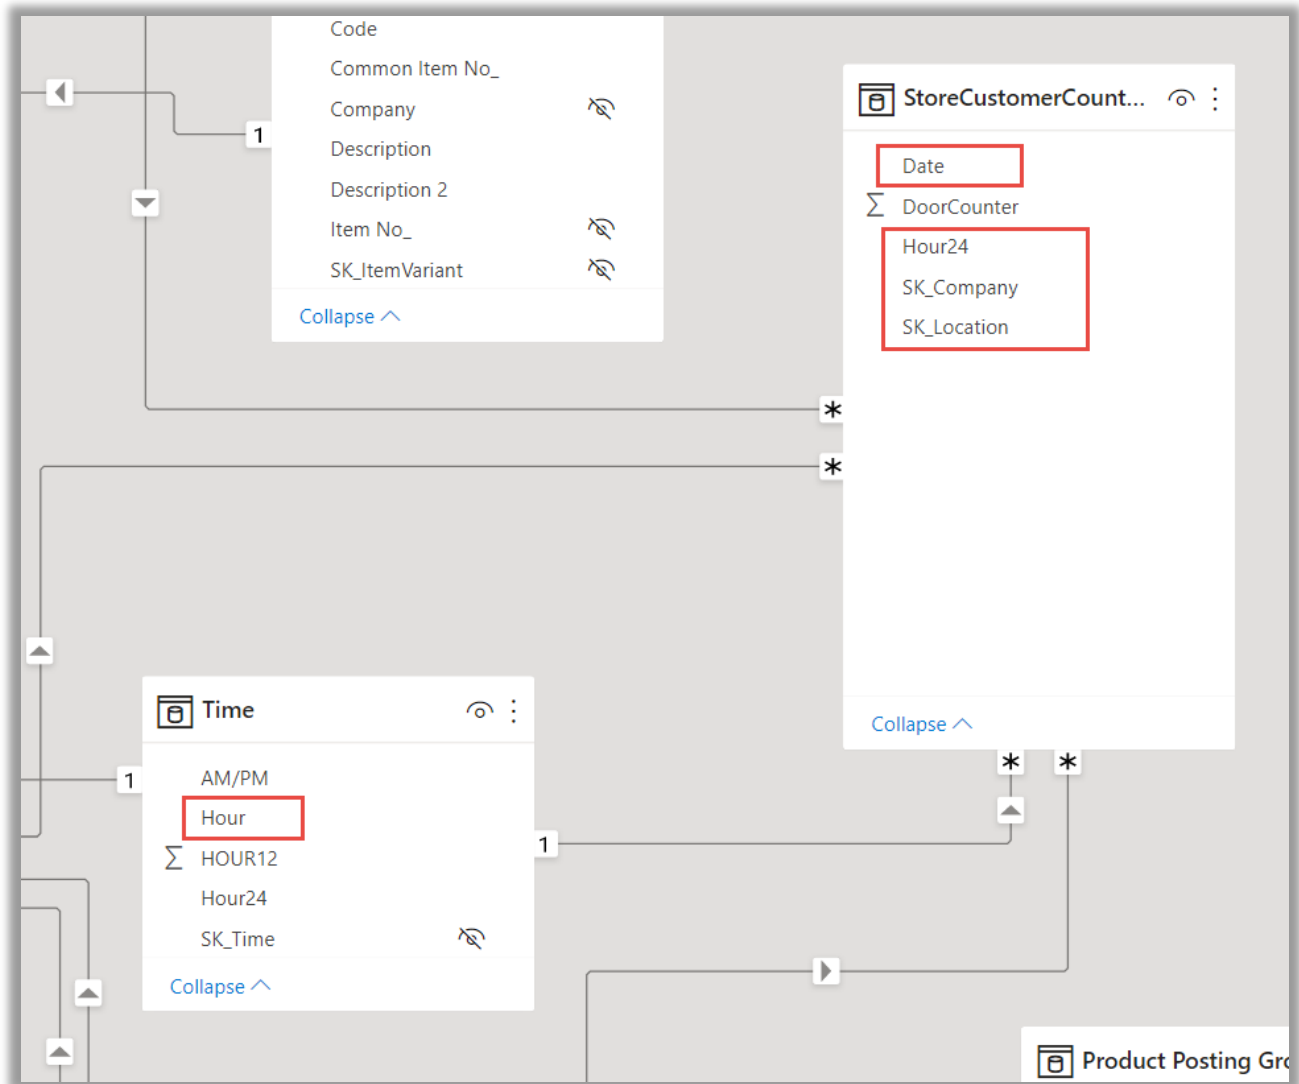 Code
Common Item No_
Company
Description
Description 2
Item No_
SK_ItemVariant
Collapse
1
StoreCustomerCount...
Date
DoorCounter
Hour24
SK_Company
SK_Location
Collapse
*
*
*
*
Time
AM/PM
Hour
HOUR12
Hour24
SK_Time
Collapse
1
1
Product Posting Gro